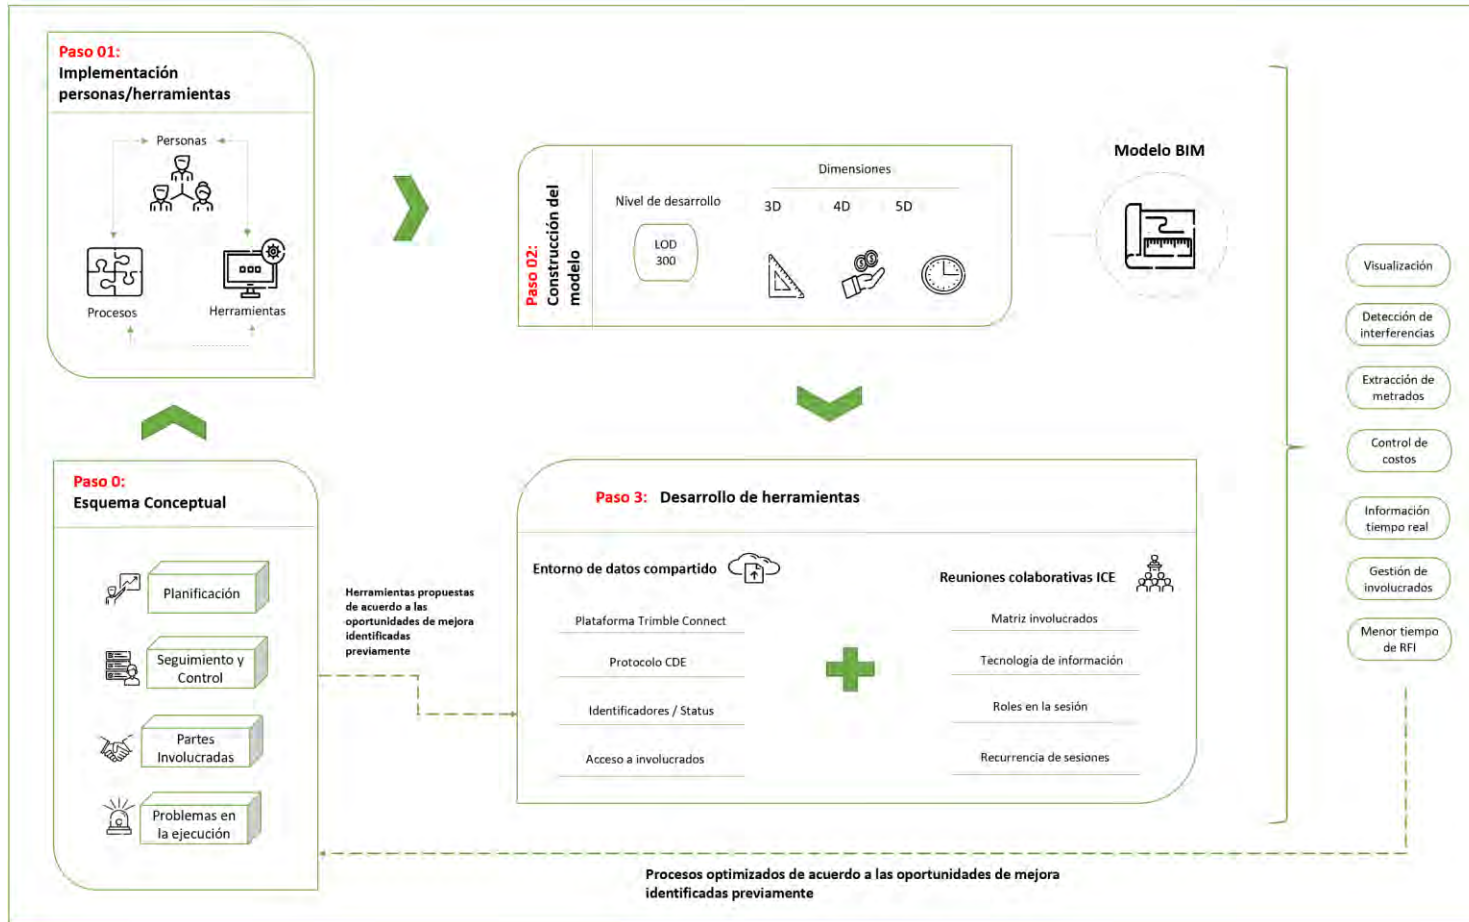 Paso 01:
Implementación
personas/herramientas
Personas
Procesos
Herramientas
Paso 02:
Construcción del
modelo
Nivel de desarrollo
LOD
300
Dimensiones
3D
4D
5D
Modelo BIM
Paso 0:
Esquema Conceptual
Planificación
Seguimiento y
Control
Partes
Involucradas
Problemas en
la ejecución
Herramientas propuestas
de acuerdo a las
oportunidades de mejora
identificadas
previamente
Paso 3: Desarrollo de herramientas
Entorno de datos compartido
Plataforma Trimble Connect
Protocolo CDE
Identificadores / Status
Acceso a involucrados
Reuniones colaborativas ICE
Matriz involucrados
Tecnología de información
Roles en la sesión
Recurrencia de sesiones
Visualización
Detección de
interferencias
Extracción de
metrados
Control de
costos
Información
tiempo real
Gestión de
involucrados
Menor tiempo
de RFI
Procesos optimizados de acuerdo a las oportunidades de mejora
identificadas previamente